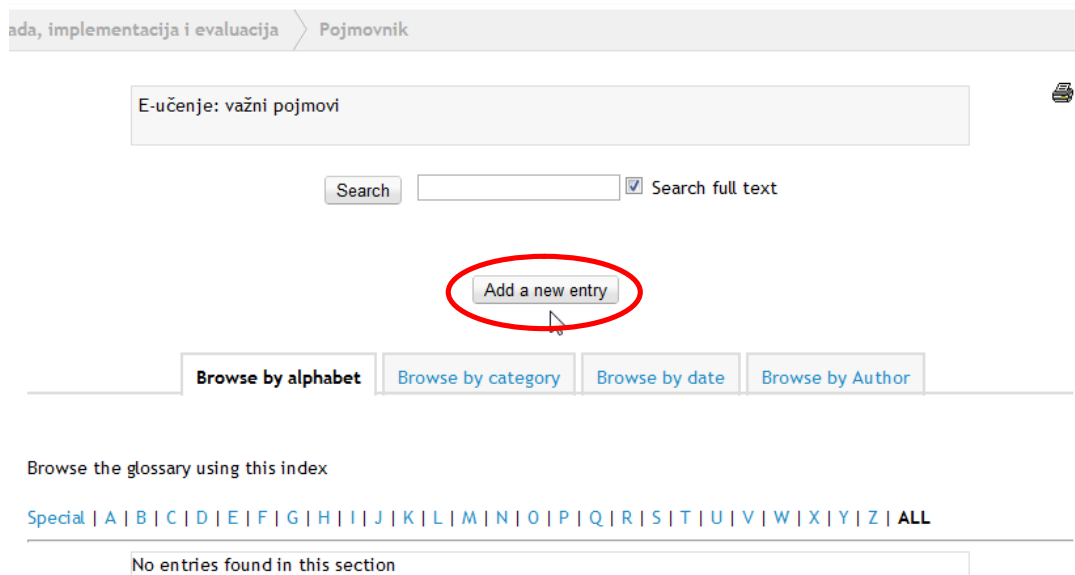 ada, implementacija i evaluacija Pojmovnik
E-učenje: važni pojmovi
Search Search full text
Add a new entry
Browse by alphabet Browse by category Browse by date Browse by Author
Browse the glossary using this index
Special | A | B | C | D | E | F | G | H | I | J | K | L | M | N | O | P | Q | R | S | T | U | V | W | X | Y | Z | ALL
No entries found in this section